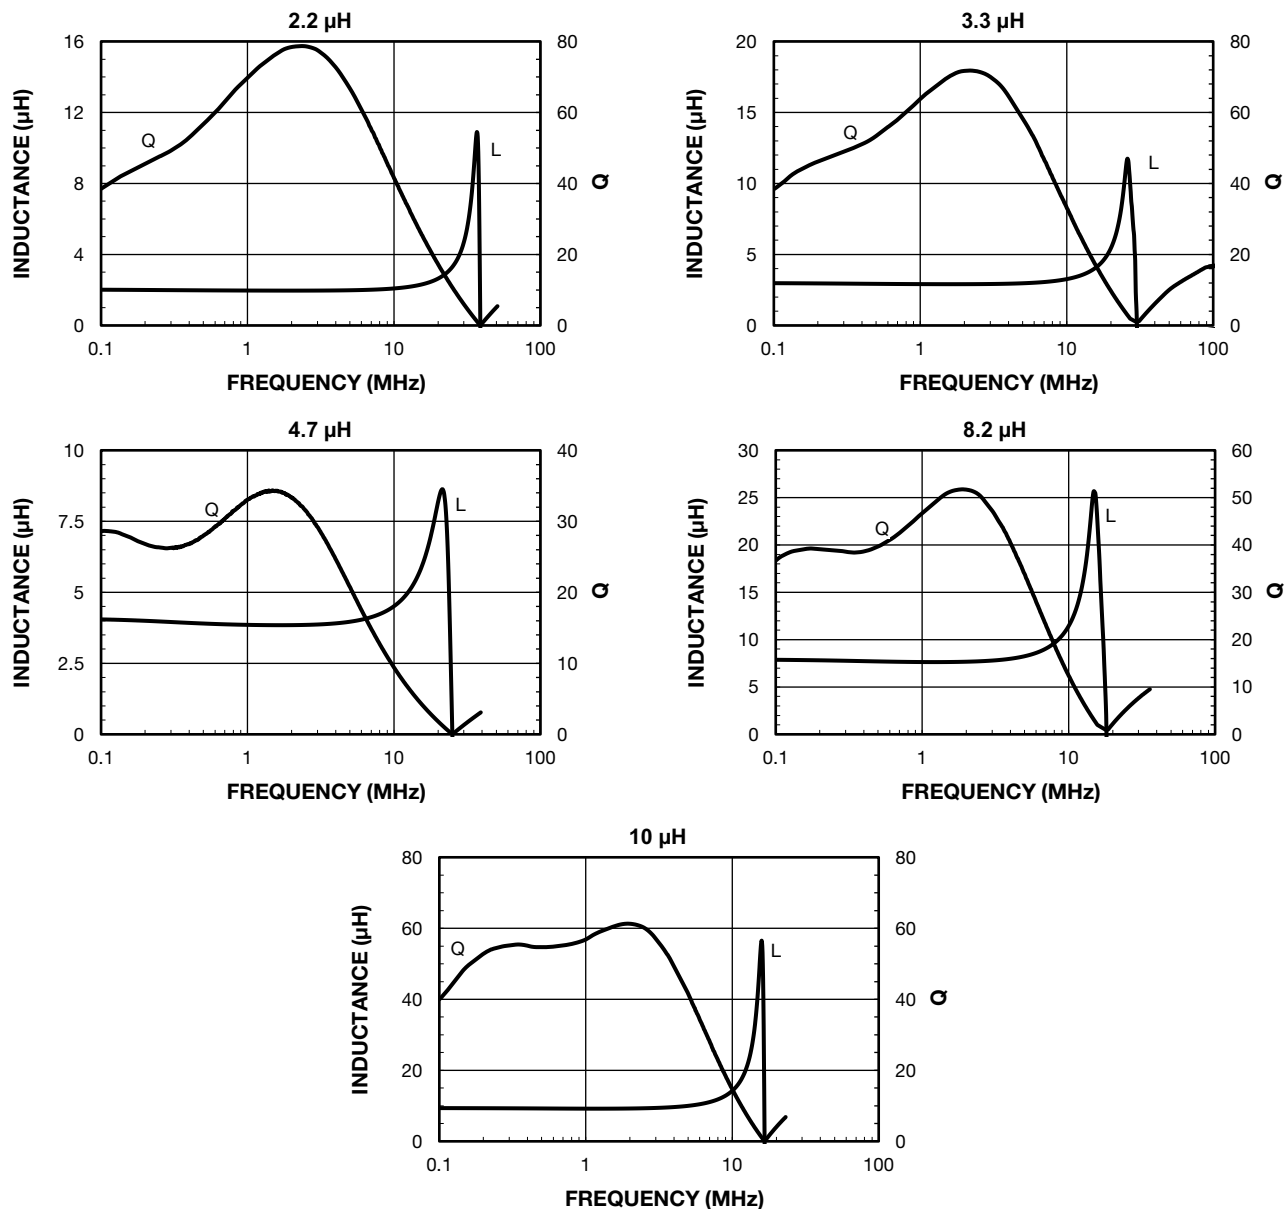 2.2 µH
INDUCTANCE (µH)
16
12
8
4
0
Q
L
80
60
40
20
0
Q
0.1 1 10 100
FREQUENCY (MHz)
3.3 µH
INDUCTANCE (µH)
20
15
10
5
0
Q
L
80
60
40
20
0
Q
0.1 1 10 100
FREQUENCY (MHz)
4.7 µH
INDUCTANCE (µH)
10
7.5
5
2.5
0
Q
L
40
30
20
10
0
Q
0.1 1 10 100
FREQUENCY (MHz)
8.2 µH
INDUCTANCE (µH)
30
25
20
15
10
5
0
Q
L
60
50
40
30
20
10
0
Q
0.1 1 10 100
FREQUENCY (MHz)
10 µH
INDUCTANCE (µH)
80
60
40
20
0
Q
L
80
60
40
20
0
Q
0.1 1 10 100
FREQUENCY (MHz)